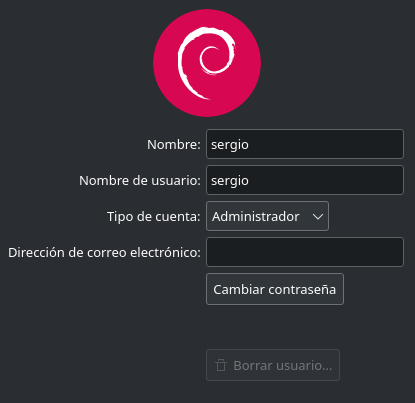 Nombre: sergio
Nombre de usuario: sergio
Tipo de cuenta: Administrador
Dirección de correo electrónico:
Cambiar contraseña
Borrar usuario...